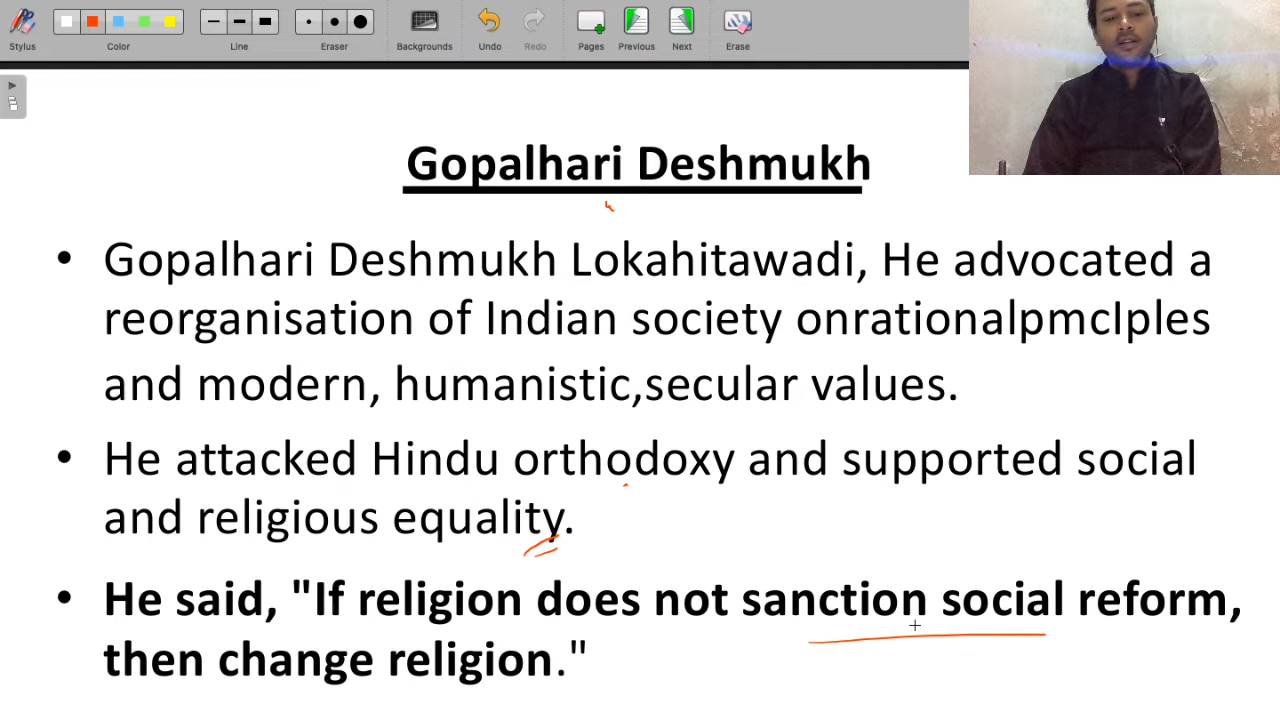 Stylus Color Line Eraser Backgrounds Undo Redo Pages Previous Next Erase
Gopalhari Deshmukh
• Gopalhari Deshmukh Lokahitawadi, He advocated a
reorganisation of Indian society onrationalpmcIples
and modern, humanistic,secular values.
• He attacked Hindu orthodoxy and supported social
and religious equality.
• He said, "If religion does not sanction social reform,
then change religion."